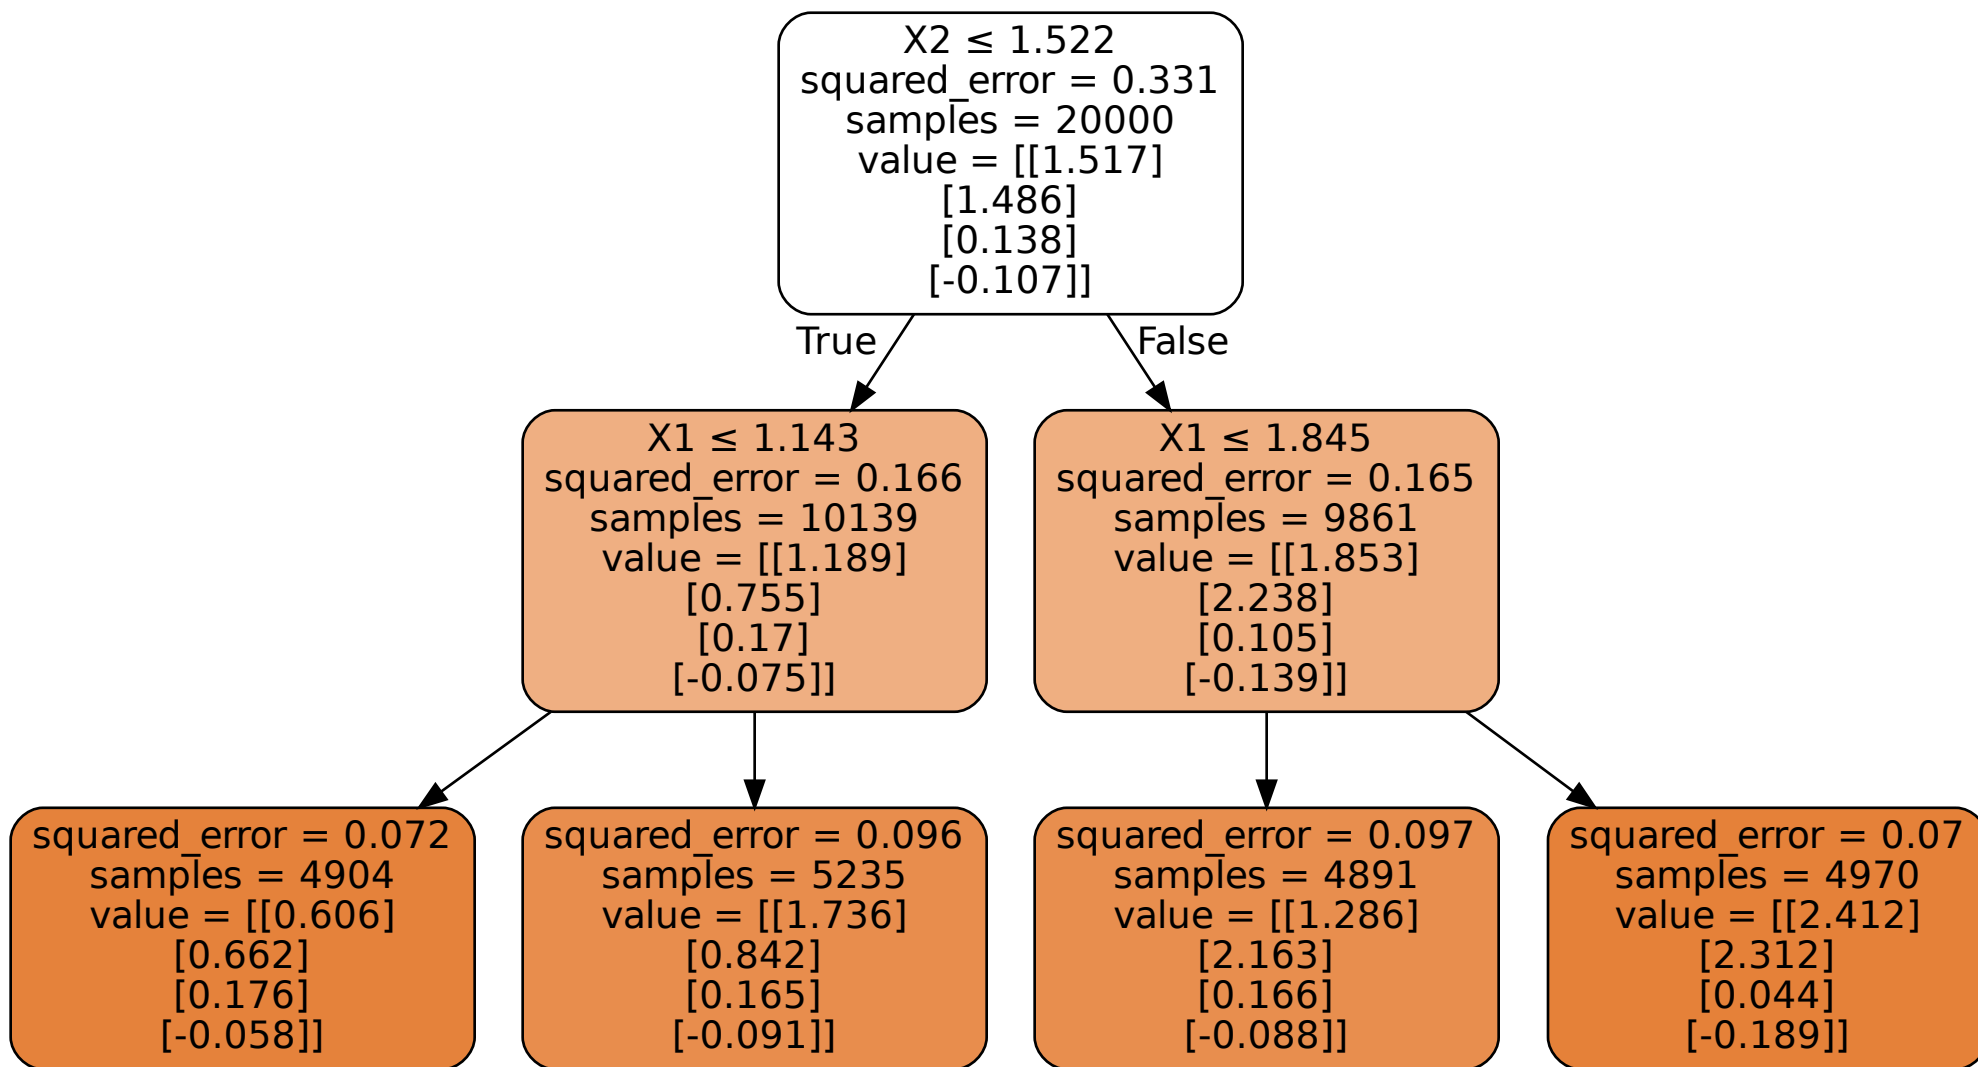 X2 ≤ 1.522
squared_error = 0.331
samples = 20000
value = [[1.517]
[1.486]
[0.138]
[-0.107]]
True
False
X1 ≤ 1.143
squared_error = 0.166
samples = 10139
value = [[1.189]
[0.755]
[0.17]
[-0.075]]
X1 ≤ 1.845
squared_error = 0.165
samples = 9861
value = [[1.853]
[2.238]
[0.105]
[-0.139]]
squared_error = 0.072
samples = 4904
value = [[0.606]
[0.662]
[0.176]
[-0.058]]
squared_error = 0.096
samples = 5235
value = [[1.736]
[0.842]
[0.165]
[-0.091]]
squared_error = 0.097
samples = 4891
value = [[1.286]
[2.163]
[0.166]
[-0.088]]
squared_error = 0.07
samples = 4970
value = [[2.412]
[2.312]
[0.044]
[-0.189]]